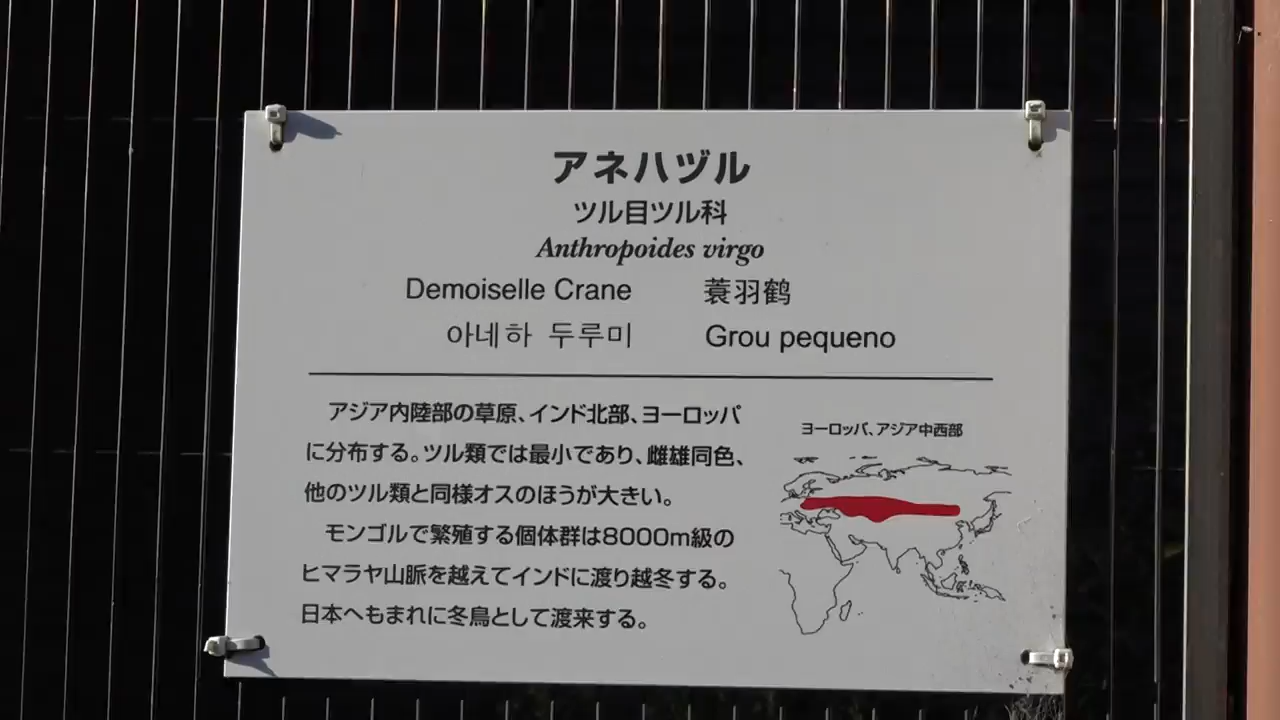 アネハヅル
ツル目ツル科
Anthropoides virgo
Demoiselle Crane 蓑羽鹤
아네하 두루미 Grou pequeno
アジア内陸部の草原、インド北部、ヨーロッパ
に分布する。ツル類では最小であり、雌雄同色、
他のツル類と同様オスのほうが大きい。
モンゴルで繁殖する個体群は8000m級の
ヒマラヤ山脈を越えてインドに渡り越冬する。
日本へもまれに冬鳥として渡来する。
ヨーロッパ、アジア中西部